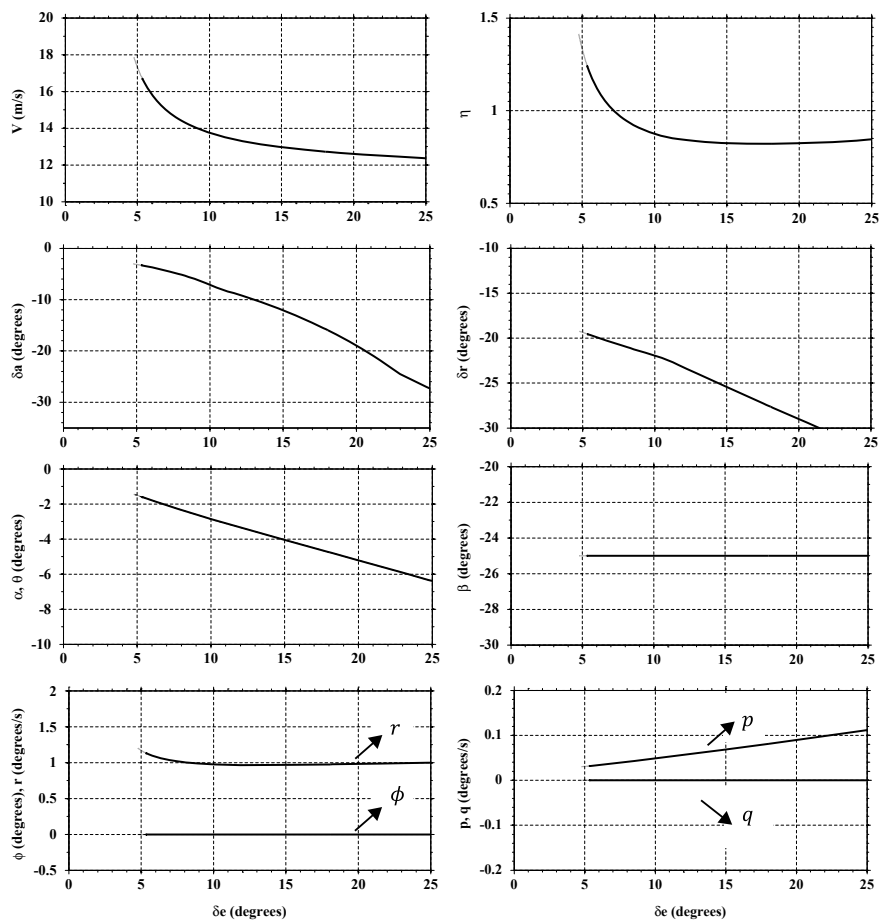 20
18
16
14
12
10
V (m/s)
0 5 10 15 20 25
1.5
1
0.5
η
0 5 10 15 20 25
0
-10
-20
-30
δa (degrees)
0 5 10 15 20 25
-10
-15
-20
-25
-30
δr (degrees)
0 5 10 15 20 25
0
-2
-4
-6
-8
-10
α, θ (degrees)
0 5 10 15 20 25
-20
-22
-24
-26
-28
-30
β (degrees)
0 5 10 15 20 25
2
1.5
1
0.5
0
-0.5
ϕ (degrees), r (degrees/s)
r
ϕ
0 5 10 15 20 25
δe (degrees)
0.2
0.1
0
-0.1
-0.2
p, q (degrees/s)
p
q
0 5 10 15 20 25
δe (degrees)